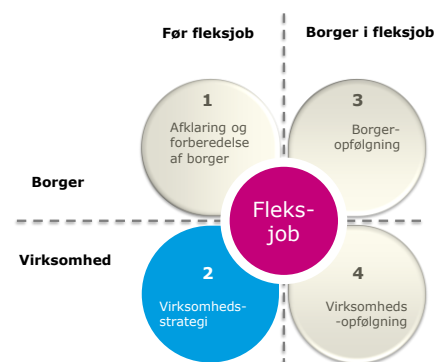 Før fleksjob
Borger i fleksjob
1
Afklaring og
forberedelse
af borger
3
Borger-
opfølgning
Borger
Fleks-
job
Virksomhed
2
Virksomheds-
strategi
4
Virksomheds
-opfølgning